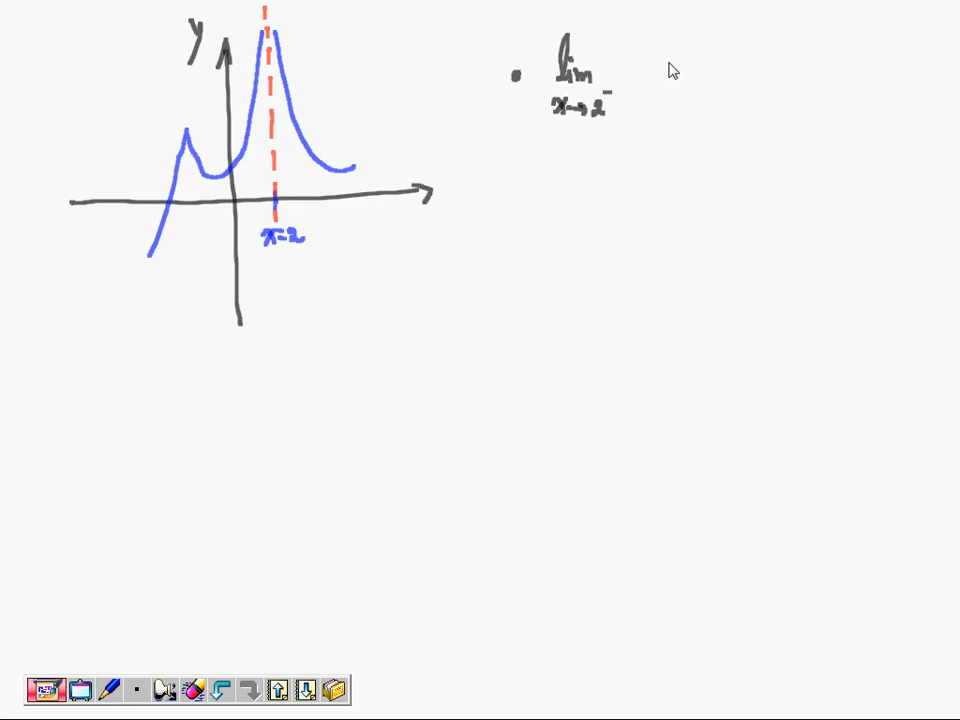 y
x=2
• lim
x→2⁻